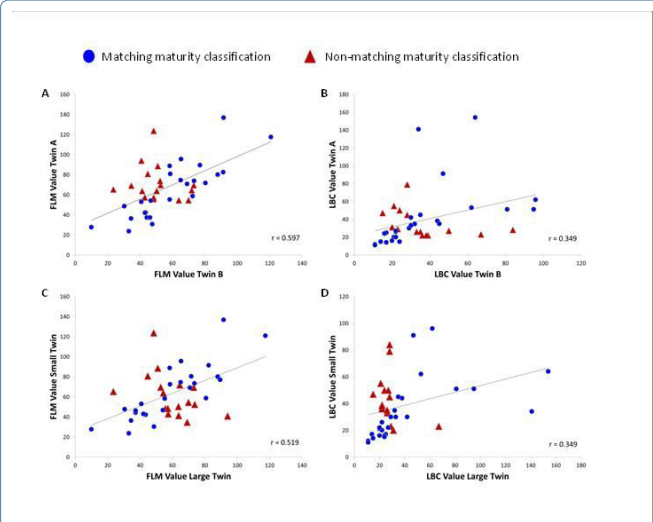 Matching maturity classification Non-matching maturity classification
A
160
140
120
100
80
60
40
20
0
FLM Value Twin A
0 20 40 60 80 100 120 140
FLM Value Twin B
r = 0.597
B
180
160
140
120
100
80
60
40
20
0
LBC Value Twin A
0 20 40 60 80 100 120
LBC Value Twin B
r = 0.349
C
160
140
120
100
80
60
40
20
0
FLM Value Small Twin
0 20 40 60 80 100 120 140
FLM Value Large Twin
r = 0.519
D
120
100
80
60
40
20
0
LBC Value Small Twin
0 20 40 60 80 100 120 140 160 180
LBC Value Large Twin
r = 0.349